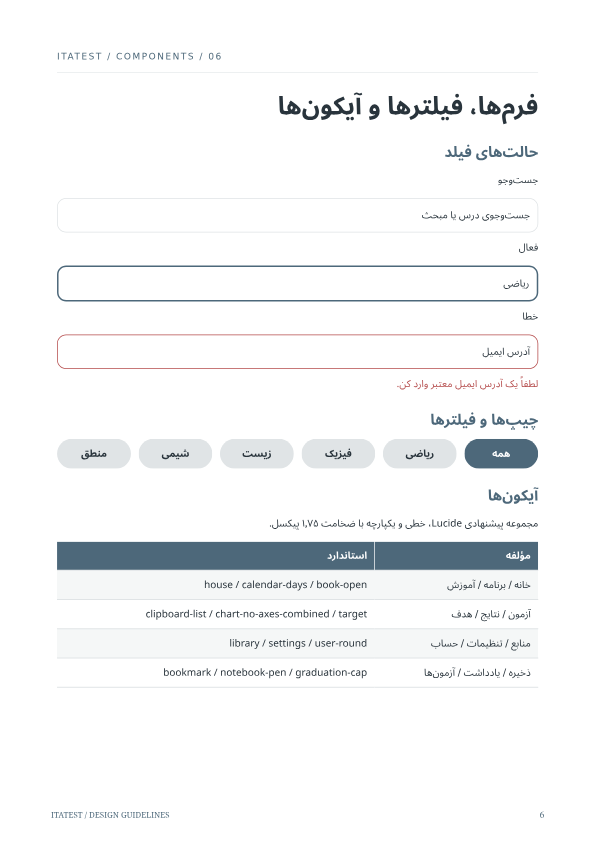 ITATEST / COMPONENTS / 06
فرم‌ها، فیلترها و آیکون‌ها
حالت‌های فیلد
جست‌وجو
جست‌وجوی درس یا مبحث
فعال
ریاضی
خطا
آدرس ایمیل
لطفاً یک آدرس ایمیل معتبر وارد کن.
چیپ‌ها و فیلترها
همه ریاضی فیزیک زیست شیمی منطق
آیکون‌ها
مجموعه پیشنهادی Lucide، خطی و یکپارچه با ضخامت ۱٫۷۵ پیکسل.
مؤلفه استاندارد
خانه / برنامه / آموزش house / calendar-days / book-open
آزمون / نتایج / هدف clipboard-list / chart-no-axes-combined / target
منابع / تنظیمات / حساب library / settings / user-round
ذخیره / یادداشت / آزمون‌ها bookmark / notebook-pen / graduation-cap
ITATEST / DESIGN GUIDELINES 6